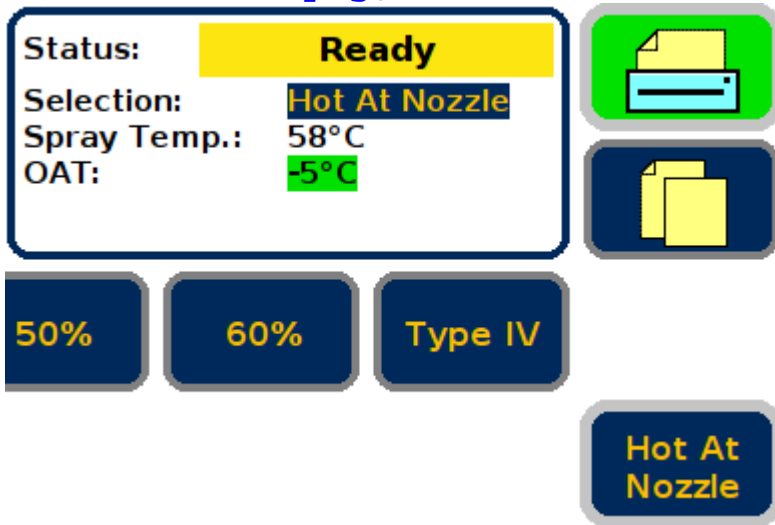 Status: Ready
Selection: Hot At Nozzle
Spray Temp.: 58°C
OAT: -5°C
50% 60% Type IV
Hot At
Nozzle